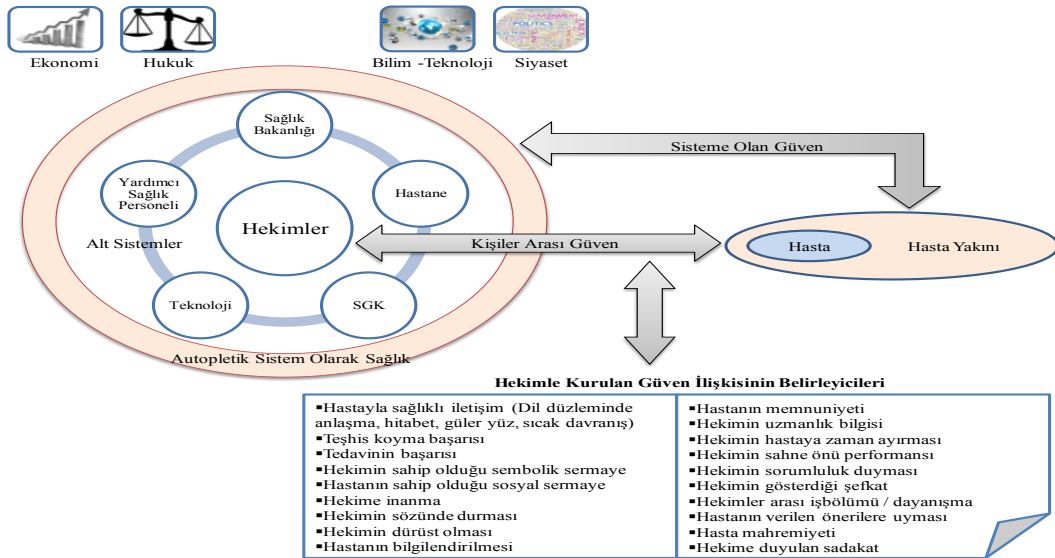 Ekonomi
Hukuk
Bilim -Teknoloji
Siyaset
GOVERNMENT
POLITICS
Sağlık
Bakanlığı
Yardımcı
Sağlık
Personeli
Hastane
Hekimler
Alt Sistemler
Teknoloji
SGK
Autopletik Sistem Olarak Sağlık
Sisteme Olan Güven
Kişiler Arası Güven
Hasta
Hasta Yakını
Hekimle Kurulan Güven İlişkisinin Belirleyicileri
▪Hastayla sağlıklı iletişim (Dil düzleminde
anlaşma, hitabet, güler yüz, sıcak davranış)
▪Teşhis koyma başarısı
▪Tedavinin başarısı
▪Hekimin sahip olduğu sembolik sermaye
▪Hastanın sahip olduğu sosyal sermaye
▪Hekime inanma
▪Hekimin sözünde durması
▪Hekimin dürüst olması
▪Hastanın bilgilendirilmesi
▪Hastanın memnuniyeti
▪Hekimin uzmanlık bilgisi
▪Hekimin hastaya zaman ayırması
▪Hekimin sahne önü performansı
▪Hekimin sorumluluk duyması
▪Hekimin gösterdiği şefkat
▪Hekimler arası işbölümü / dayanışma
▪Hastanın verilen önerilere uyması
▪Hasta mahremiyeti
▪Hekime duyulan sadakat